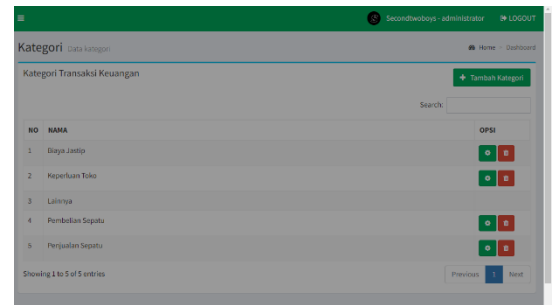 Secondtwoboys - administrator LOGOUT
Kategori Data kategori
Home > Dashboard
Kategori Transaksi Keuangan
+ Tambah Kategori
Search:
NO NAMA OPSI
1 Biaya Jastip
2 Keperluan Toko
3 Lainnya
4 Pembelian Sepatu
5 Penjualan Sepatu
Showing 1 to 5 of 5 entries
Previous 1 Next